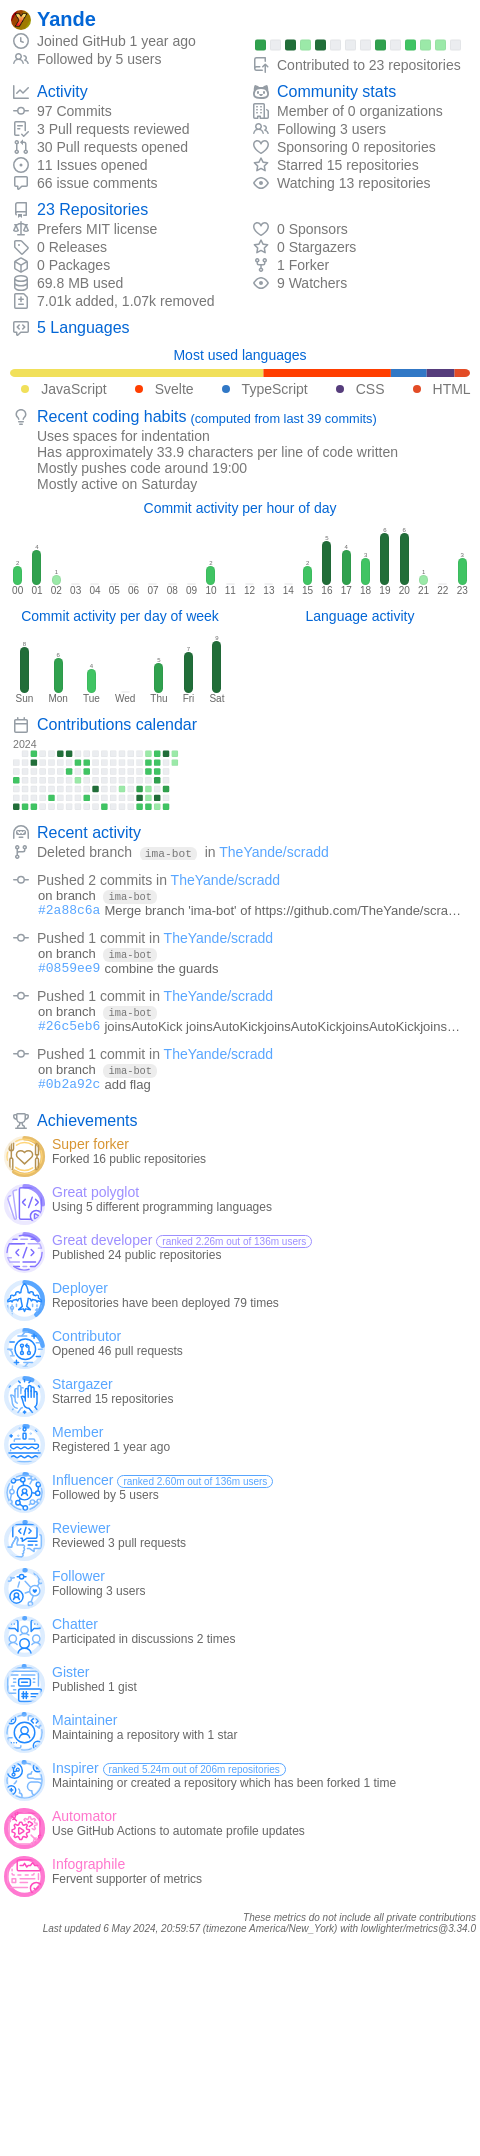 Yande
Joined GitHub 1 year ago
Followed by 5 users
Contributed to 23 repositories
Activity
97 Commits
3 Pull requests reviewed
30 Pull requests opened
11 Issues opened
66 issue comments
Community stats
Member of 0 organizations
Following 3 users
Sponsoring 0 repositories
Starred 15 repositories
Watching 13 repositories
23 Repositories
Prefers MIT license
0 Releases
0 Packages
69.8 MB used
7.01k added, 1.07k removed
0 Sponsors
0 Stargazers
1 Forker
9 Watchers
5 Languages
Most used languages
JavaScript Svelte TypeScript CSS HTML
Recent coding habits (computed from last 39 commits)
Uses spaces for indentation
Has approximately 33.9 characters per line of code written
Mostly pushes code around 19:00
Mostly active on Saturday
Commit activity per hour of day
2 4 1 2 2 5 4 3 6 6 1 3
00 01 02 03 04 05 06 07 08 09 10 11 12 13 14 15 16 17 18 19 20 21 22 23
Commit activity per day of week
8 6 4 5 7 9
Sun Mon Tue Wed Thu Fri Sat
Language activity
Contributions calendar
2024
Recent activity
Deleted branch ima-bot in TheYande/scradd
Pushed 2 commits in TheYande/scradd
on branch ima-bot
#2a88c6a Merge branch 'ima-bot' of https://github.com/TheYande/scra…
Pushed 1 commit in TheYande/scradd
on branch ima-bot
#0859ee9 combine the guards
Pushed 1 commit in TheYande/scradd
on branch ima-bot
#26c5eb6 joinsAutoKick joinsAutoKickjoinsAutoKickjoinsAutoKickjoins…
Pushed 1 commit in TheYande/scradd
on branch ima-bot
#0b2a92c add flag
Achievements
Super forker
Forked 16 public repositories
Great polyglot
Using 5 different programming languages
Great developer ranked 2.26m out of 136m users
Published 24 public repositories
Deployer
Repositories have been deployed 79 times
Contributor
Opened 46 pull requests
Stargazer
Starred 15 repositories
Member
Registered 1 year ago
Influencer ranked 2.60m out of 136m users
Followed by 5 users
Reviewer
Reviewed 3 pull requests
Follower
Following 3 users
Chatter
Participated in discussions 2 times
Gister
Published 1 gist
Maintainer
Maintaining a repository with 1 star
Inspirer ranked 5.24m out of 206m repositories
Maintaining or created a repository which has been forked 1 time
Automator
Use GitHub Actions to automate profile updates
Infographile
Fervent supporter of metrics
These metrics do not include all private contributions
Last updated 6 May 2024, 20:59:57 (timezone America/New_York) with lowlighter/metrics@3.34.0